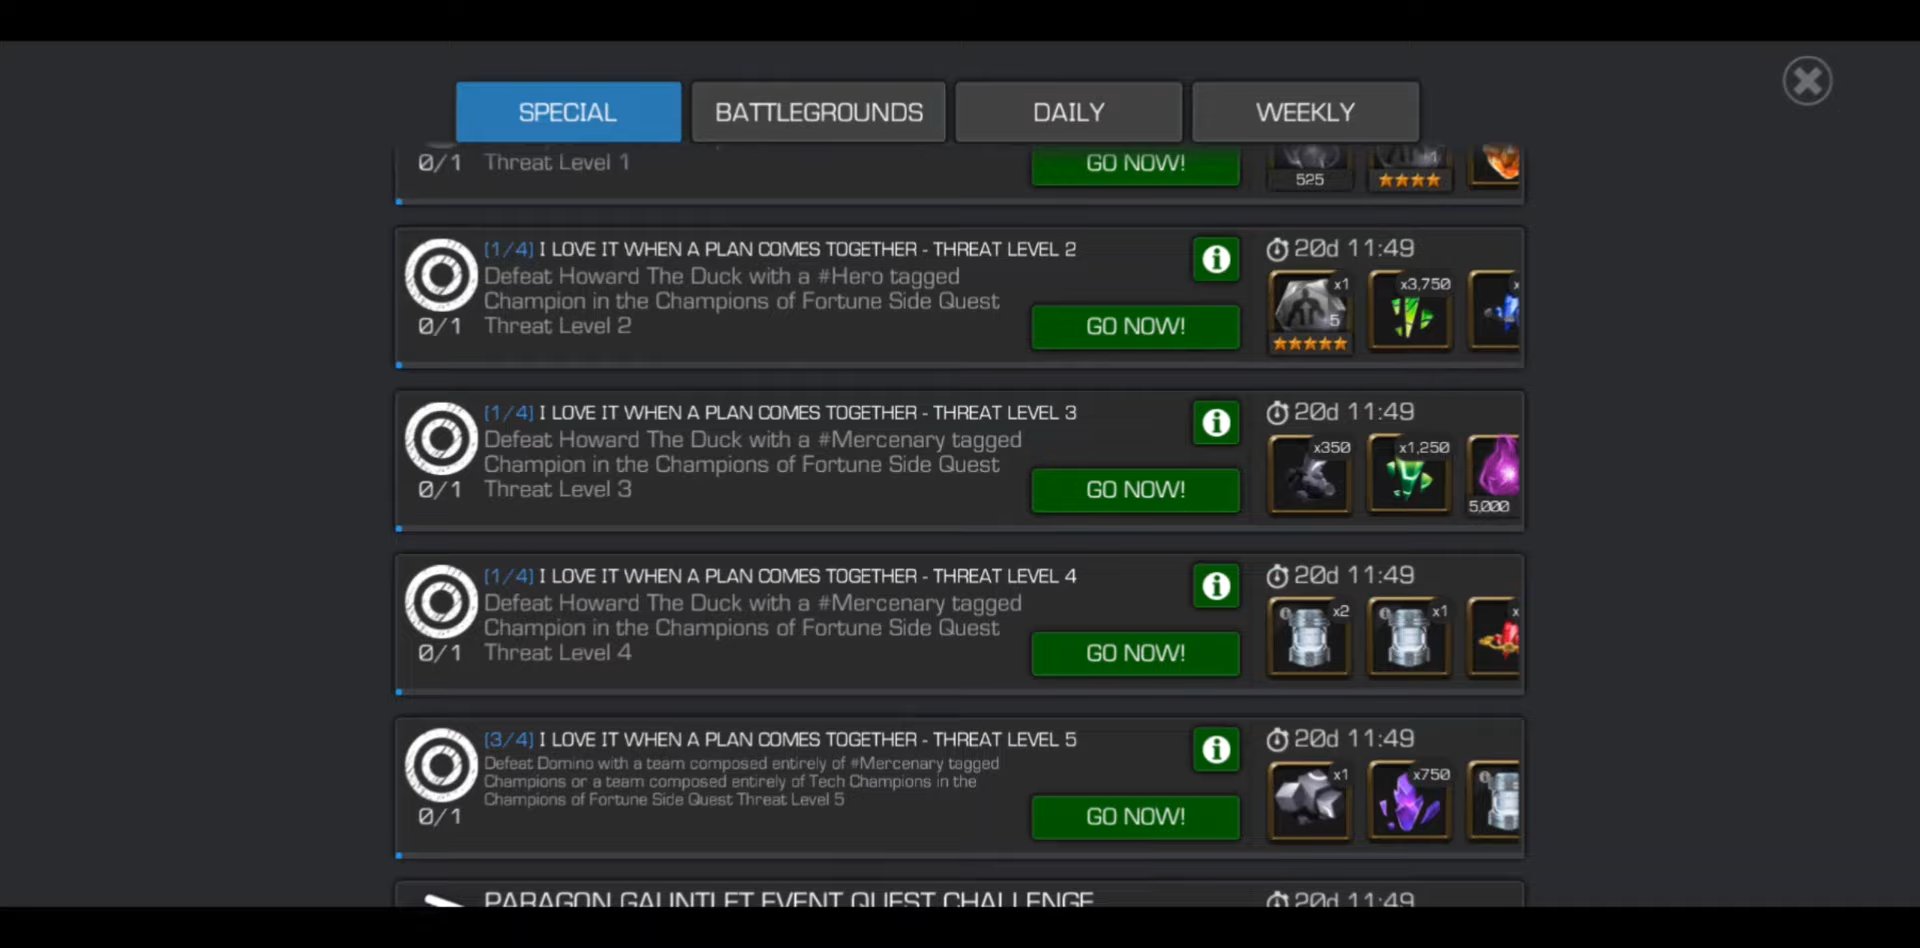 SPECIAL
BATTLEGROUNDS
DAILY
WEEKLY
0/1
Threat Level 1
GO NOW!
525
+1
[1/4] I LOVE IT WHEN A PLAN COMES TOGETHER - THREAT LEVEL 2
Defeat Howard The Duck with a #Hero tagged
Champion in the Champions of Fortune Side Quest
Threat Level 2
0/1
GO NOW!
20d 11:49
x1
+5
x3,750
x
[1/4] I LOVE IT WHEN A PLAN COMES TOGETHER - THREAT LEVEL 3
Defeat Howard The Duck with a #Mercenary tagged
Champion in the Champions of Fortune Side Quest
Threat Level 3
0/1
GO NOW!
20d 11:49
x350
x1,250
5,000
[1/4] I LOVE IT WHEN A PLAN COMES TOGETHER - THREAT LEVEL 4
Defeat Howard The Duck with a #Mercenary tagged
Champion in the Champions of Fortune Side Quest
Threat Level 4
0/1
GO NOW!
20d 11:49
x2
x1
x
[3/4] I LOVE IT WHEN A PLAN COMES TOGETHER - THREAT LEVEL 5
Defeat Domino with a team composed entirely of #Mercenary tagged
Champions or a team composed entirely of Tech Champions in the
Champions of Fortune Side Quest Threat Level 5
0/1
GO NOW!
20d 11:49
x1
x750
PARAGON GAUNTLET EVENT QUEST CHALLENGE
20d 11:49